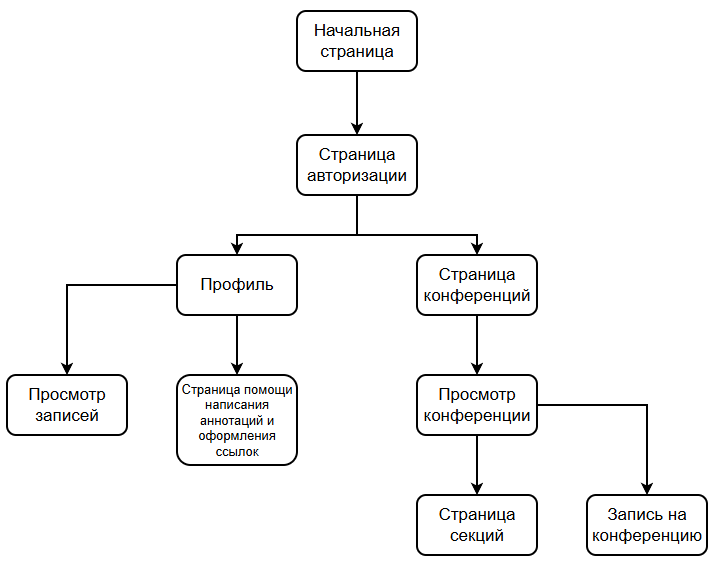 Начальная
страница
Страница
авторизации
Профиль
Страница
конференций
Просмотр
записей
Страница помощи
написания
аннотаций и
оформления
ссылок
Просмотр
конференции
Страница
секций
Запись на
конференцию